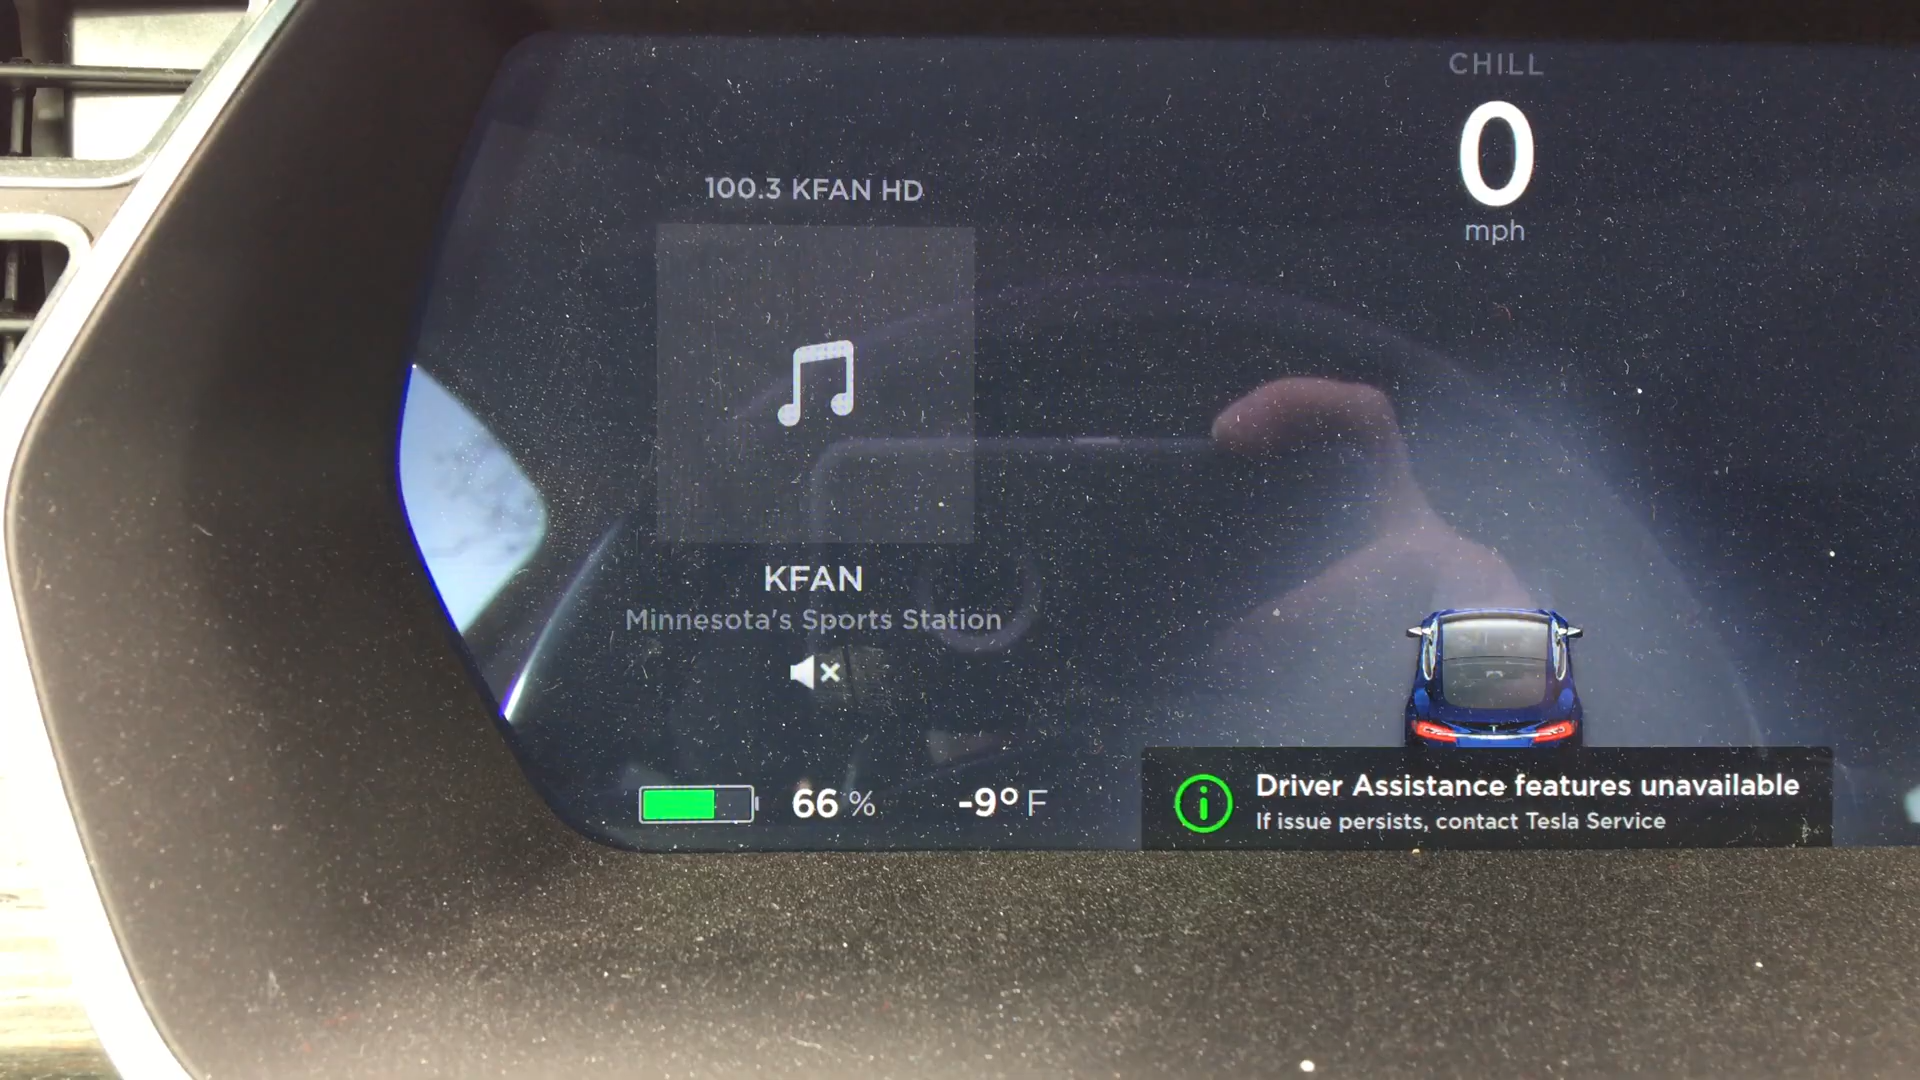 CHILL
0
mph
100.3 KFAN HD
KFAN
Minnesota's Sports Station
66 %
-9° F
Driver Assistance features unavailable
If issue persists, contact Tesla Service